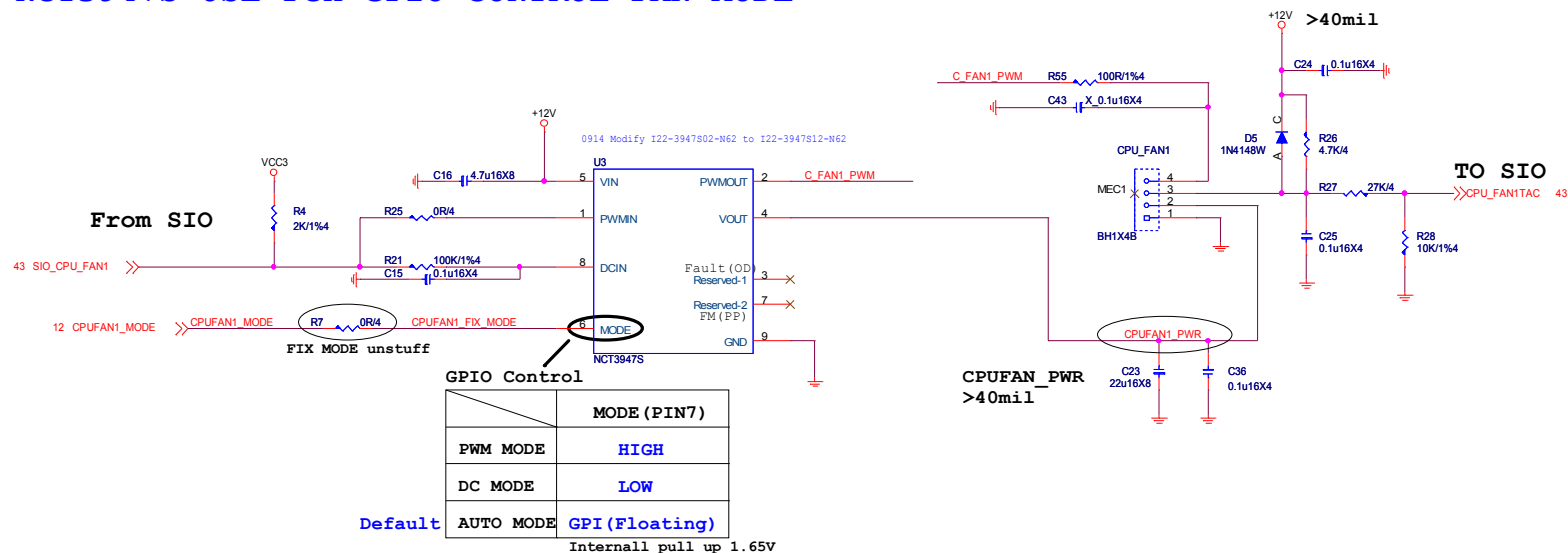 +12V >40mil
C24 0.1u16X4
C_FAN1_PWM R55 100R/1%4
C43 X_0.1u16X4
+12V
0914 Modify I22-3947S02-N62 to I22-3947S12-N62
D5
1N4148W
C
A
R26
4.7K/4
CPU_FAN1
U3
VCC3
C16 4.7u16X8 5 VIN PWMOUT 2 C_FAN1_PWM
MEC1
4
3
2
1
BH1X4B
R27 27K/4
TO SIO
CPU_FAN1TAC 43
From SIO
R4
2K/1%4
R25 0R/4 1 PWMIN VOUT 4
C25
0.1u16X4
R28
10K/1%4
43 SIO_CPU_FAN1 R21 100K/1%4 8 DCIN
C15 0.1u16X4
Fault(OD)
Reserved-1 3
Reserved-2 7
FM(PP)
12 CPUFAN1_MODE CPUFAN1_MODE R7 0R/4 CPUFAN1_FIX_MODE 6 MODE
FIX MODE unstuff
GND 9
NCT3947S
CPUFAN1_PWR
CPUFAN_PWR
>40mil
C23
22u16X8
C36
0.1u16X4
GPIO Control
MODE(PIN7)
PWM MODE HIGH
DC MODE LOW
Default AUTO MODE GPI(Floating)
Internall pull up 1.65V